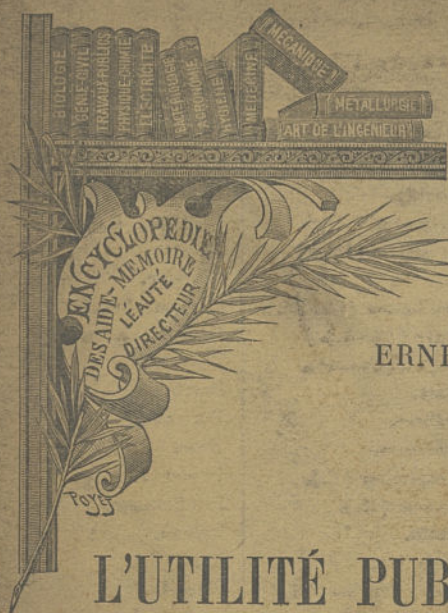 BIOLOGIE
GÉNIE-CIVIL
TRAVAUX-PUBLICS
PHYSIQUE-CHIMIE
ÉLECTRICITÉ
BACTÉRIOLOGIE
AGRONOMIE
HYGIÈNE
MÉDECINE
MÉCANIQUE
MÉTALLURGIE
ART DE L'INGÉNIEUR
ENCYCLOPÉDIE
DES AIDE-MÉMOIRE
LÉAUTÉ
DIRECTEUR
ERN
POYET
L'UTILITÉ PUB